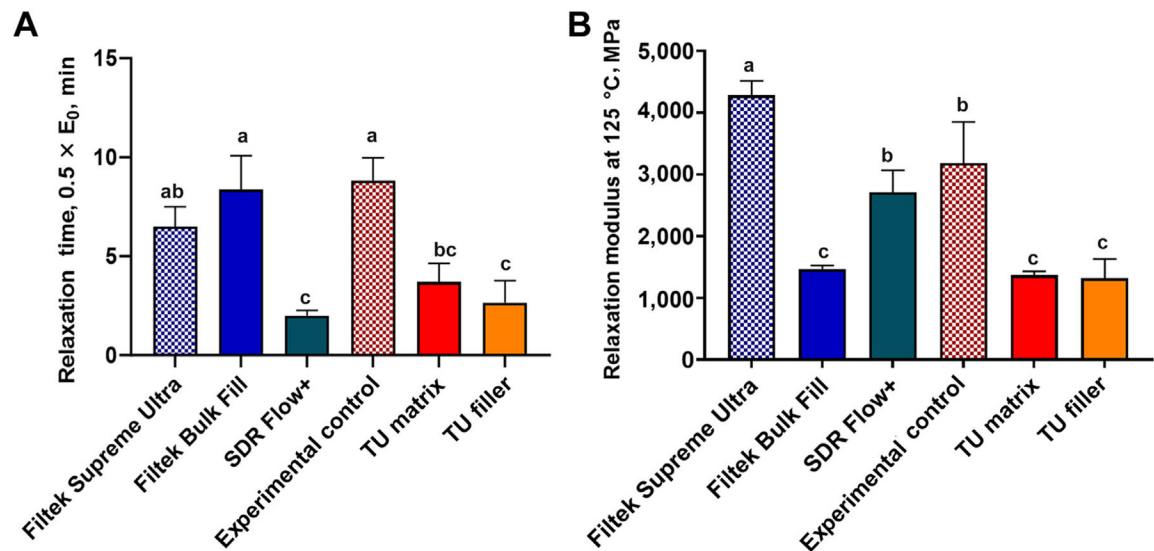 A
Relaxation time, 0.5 × E₀, min
15
10
5
0
ab
a
c
a
bc
c
Filtek Supreme Ultra
Filtek Bulk Fill
SDR Flow+
Experimental control
TU matrix
TU filler
B
Relaxation modulus at 125 °C, MPa
5,000
4,000
3,000
2,000
1,000
0
a
c
b
b
c
c
Filtek Supreme Ultra
Filtek Bulk Fill
SDR Flow+
Experimental control
TU matrix
TU filler